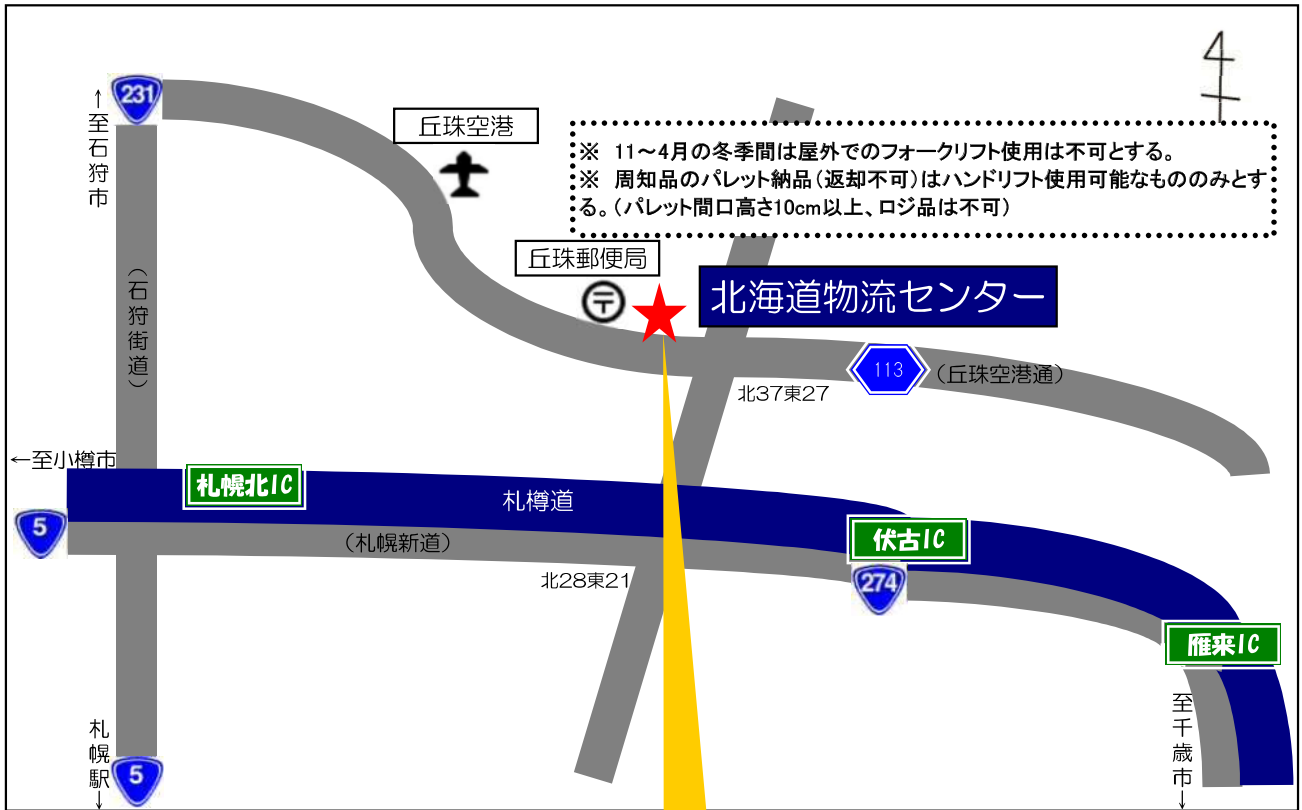 231
↑至石狩市
丘珠空港
※ 11～4月の冬季間は屋外でのフォークリフト使用は不可とする。
※ 周知品のパレット納品（返却不可）はハンドリフト使用可能なもののみとす
る。（パレット間口高さ10cm以上、ロジ品は不可）
丘珠郵便局
北海道物流センター
（石狩街道）
113
（丘珠空港通）
北37東27
←至小樽市
札幌北IC
札樽道
5
（札幌新道）
伏古IC
北28東21
274
雁来IC
札幌駅↓
5
至千歳市↓